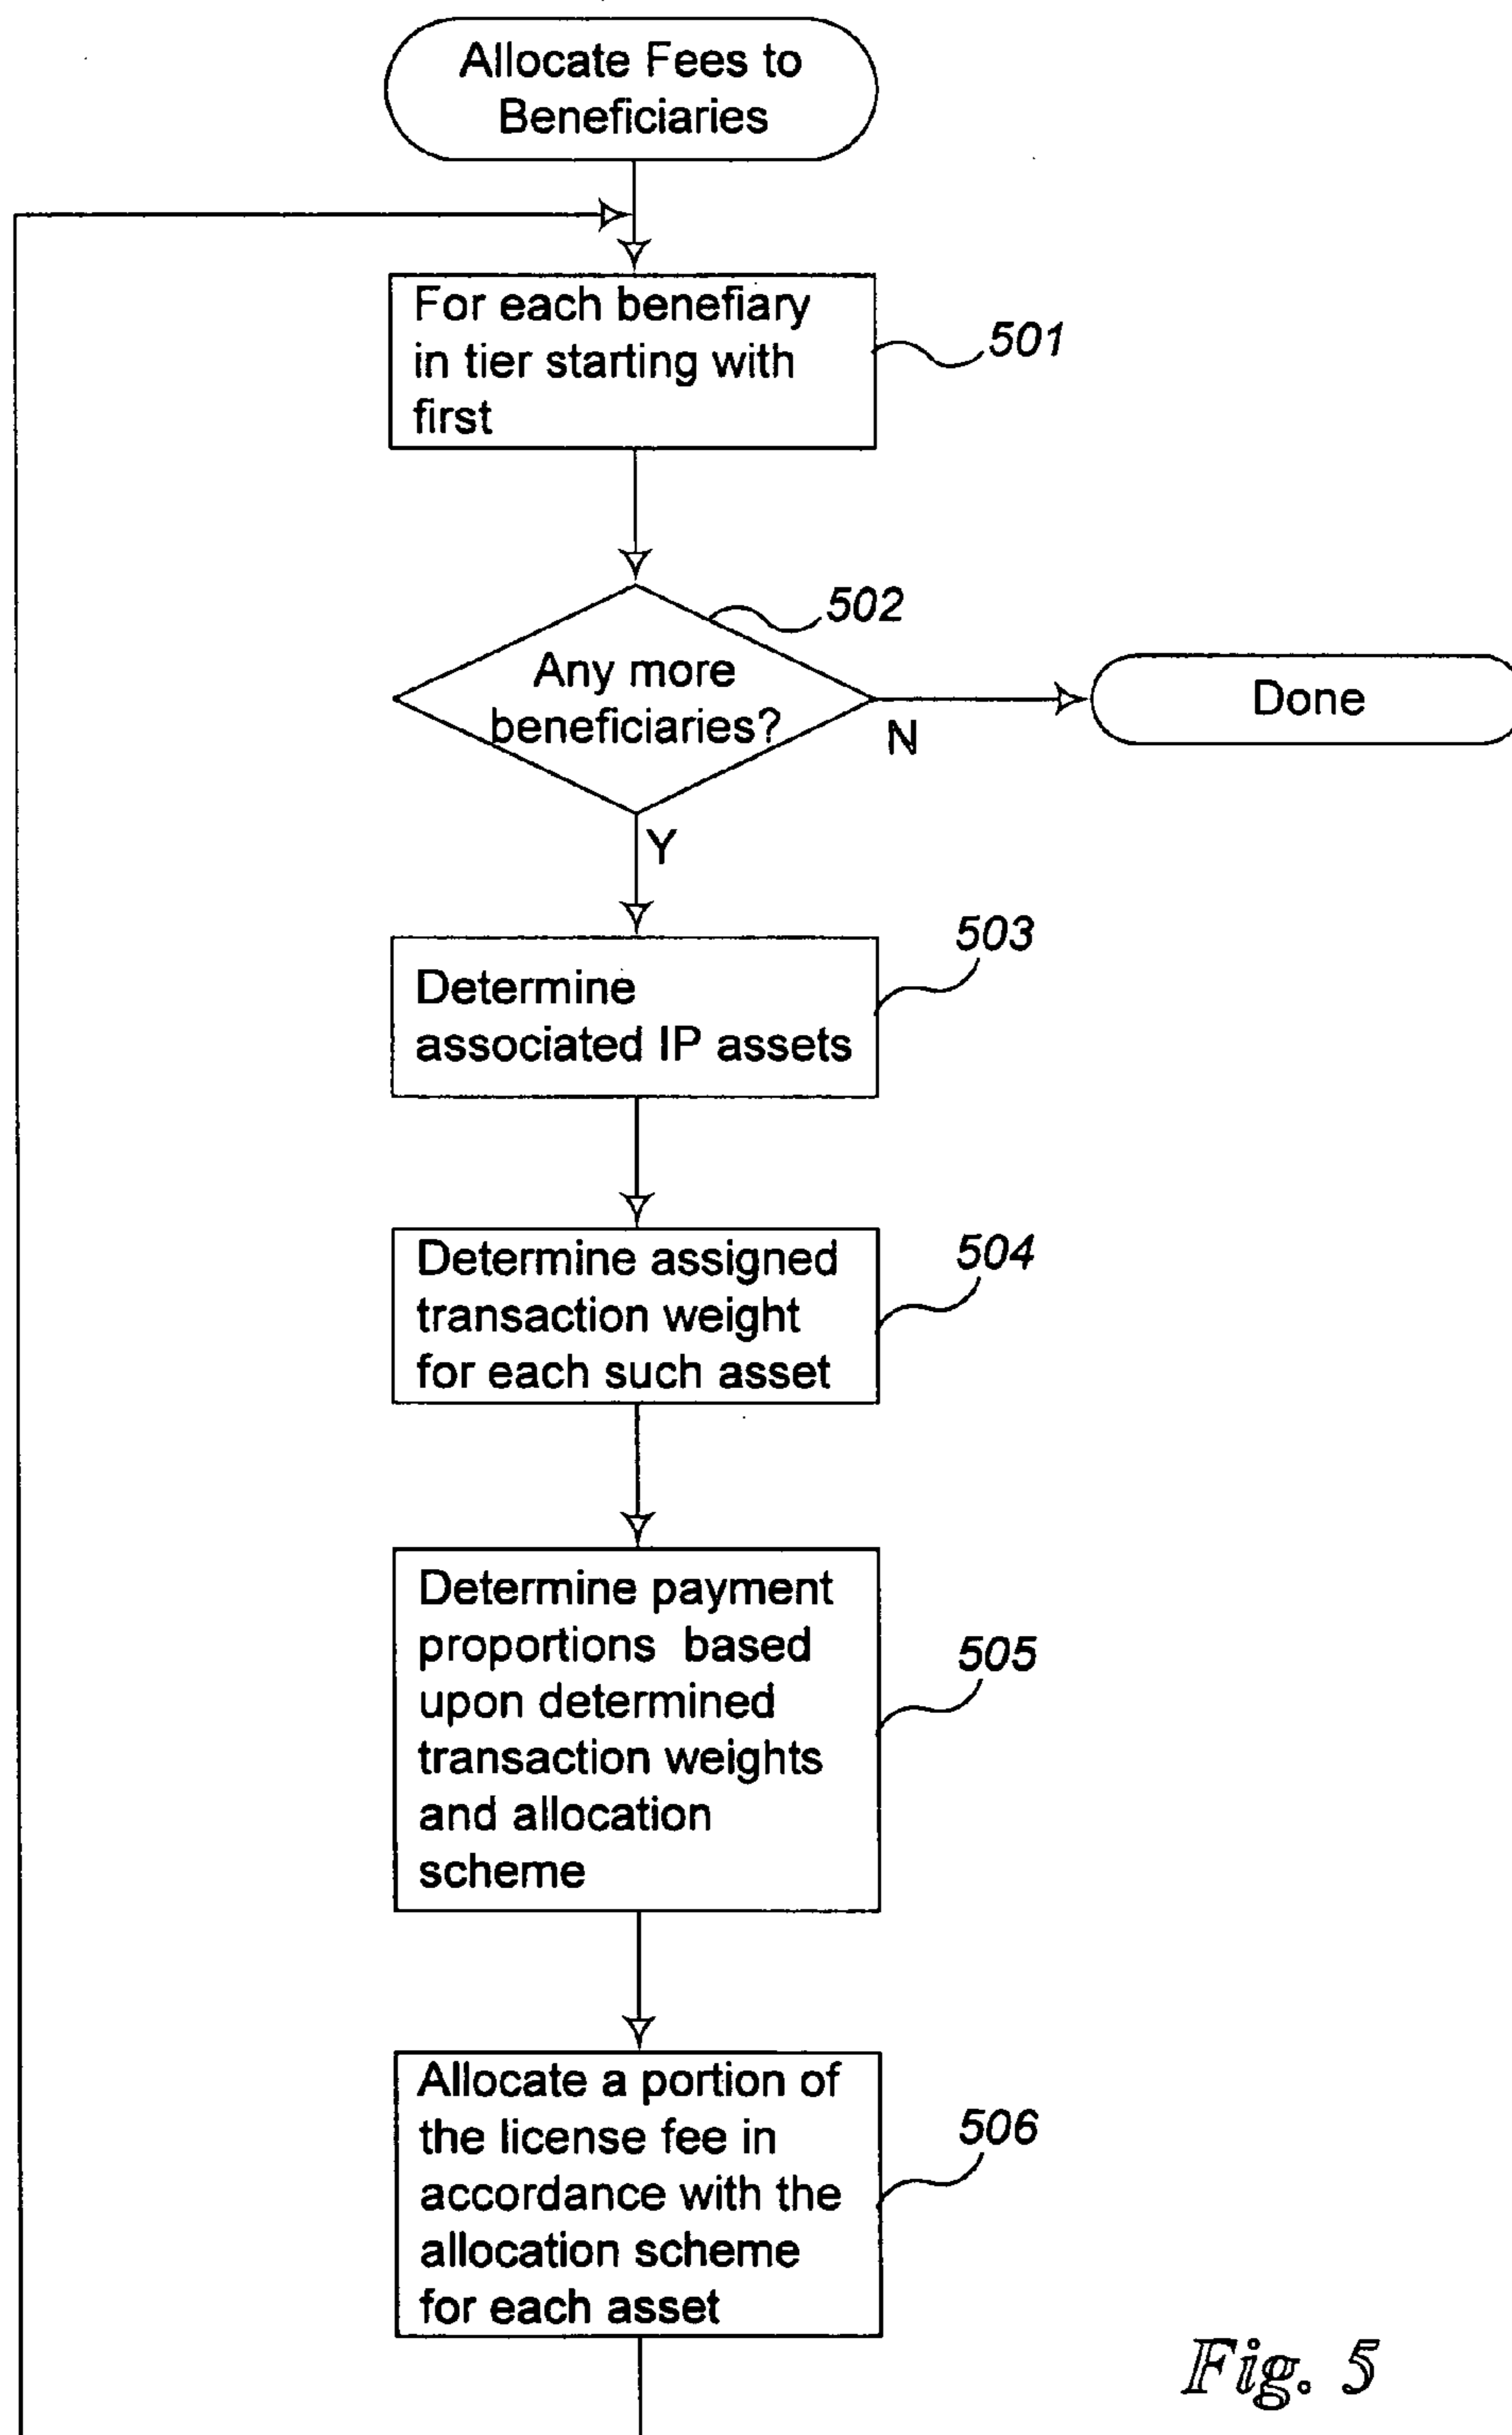 Allocate Fees to
Beneficiaries
For each benefiary
in tier starting with
first
501
502
Any more
beneficiaries?
N
Done
Y
503
Determine
associated IP assets
504
Determine assigned
transaction weight
for each such asset
Determine payment
proportions based
upon determined
transaction weights
and allocation
scheme
505
Allocate a portion of
the license fee in
accordance with the
allocation scheme
for each asset
506
Fig. 5